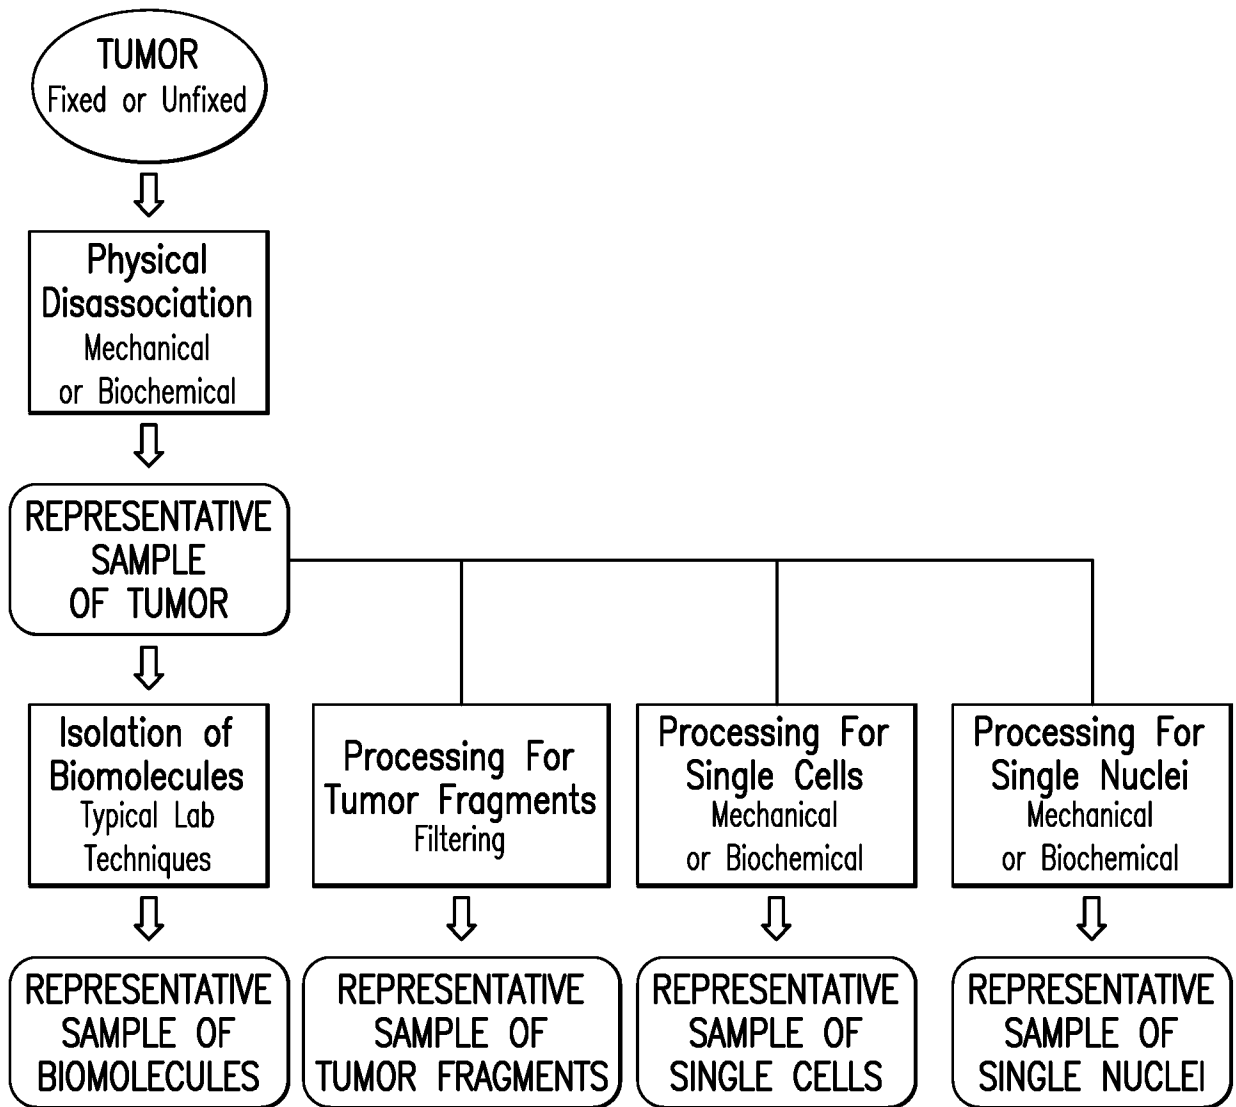 TUMOR
Fixed or Unfixed
Physical
Disassociation
Mechanical
or Biochemical
REPRESENTATIVE
SAMPLE
OF TUMOR
Isolation of
Biomolecules
Typical Lab
Techniques
Processing For
Tumor Fragments
Filtering
Processing For
Single Cells
Mechanical
or Biochemical
Processing For
Single Nuclei
Mechanical
or Biochemical
REPRESENTATIVE
SAMPLE OF
BIOMOLECULES
REPRESENTATIVE
SAMPLE OF
TUMOR FRAGMENTS
REPRESENTATIVE
SAMPLE OF
SINGLE CELLS
REPRESENTATIVE
SAMPLE OF
SINGLE NUCLEI